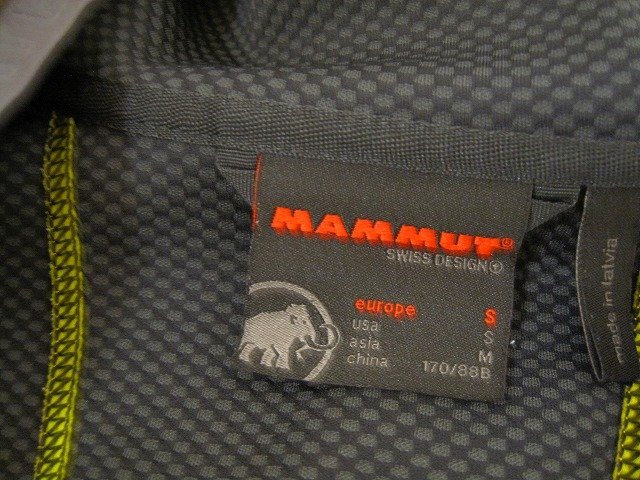 MAMMUT®
SWISS DESIGN
europe S
usa S
asia M
china 170/88B
made in latvia